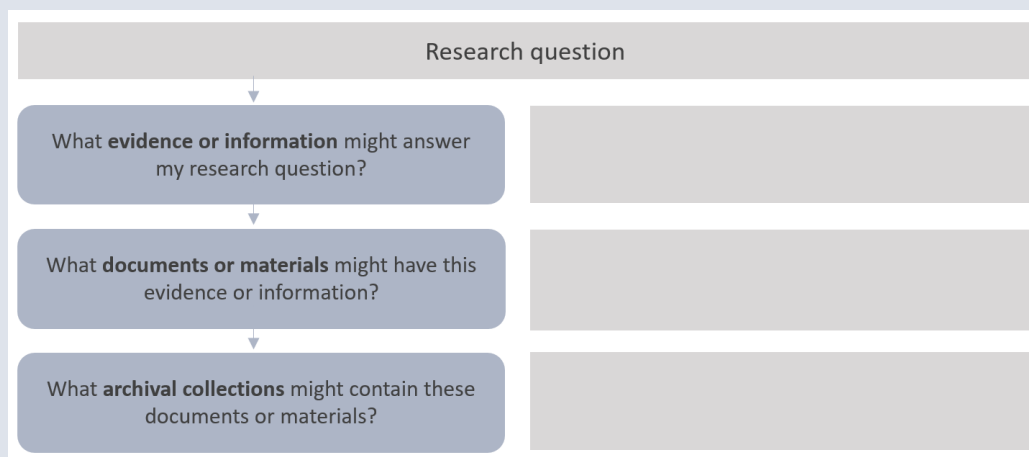 Research question
What evidence or information might answer
my research question?
What documents or materials might have this
evidence or information?
What archival collections might contain these
documents or materials?